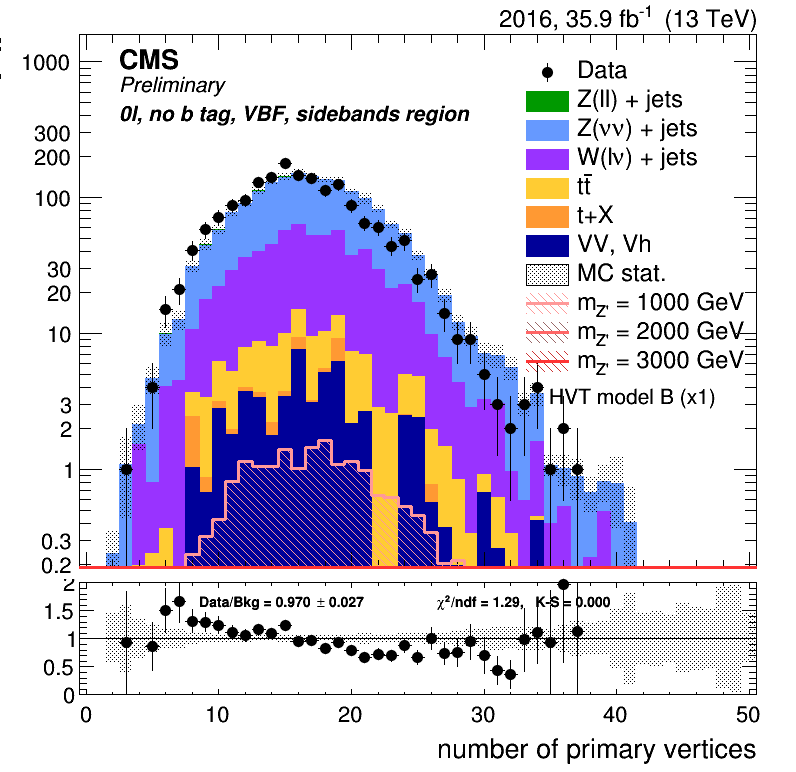 2016, 35.9 fb⁻¹ (13 TeV)
CMS
Preliminary
0l, no b tag, VBF, sidebands region
Data
Z(ll) + jets
Z(νν) + jets
W(lν) + jets
tt̄
t+X
VV, Vh
MC stat.
m_Z' = 1000 GeV
m_Z' = 2000 GeV
m_Z' = 3000 GeV
HVT model B (x1)
1000
300
200
100
30
20
10
3
2
1
0.3
0.2
Data/Bkg = 0.970 ± 0.027 χ²/ndf = 1.29, K-S = 0.000
2
1.5
1
0.5
0
0 10 20 30 40 50
number of primary vertices